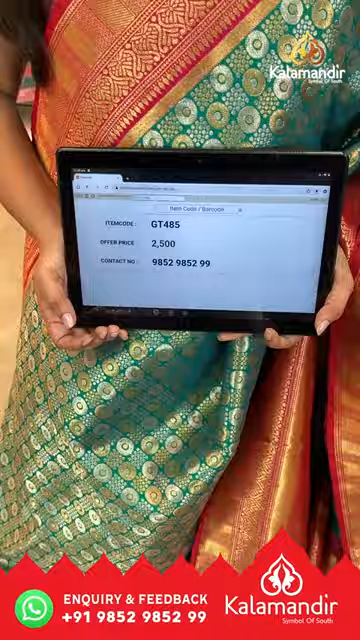 Kalamandir
Symbol Of South
Item Code / Barcode
ITEMCODE : GT485
OFFER PRICE : 2,500
CONTACT NO : 9852 9852 99
ENQUIRY & FEEDBACK
+91 9852 9852 99
Kalamandir
Symbol Of South